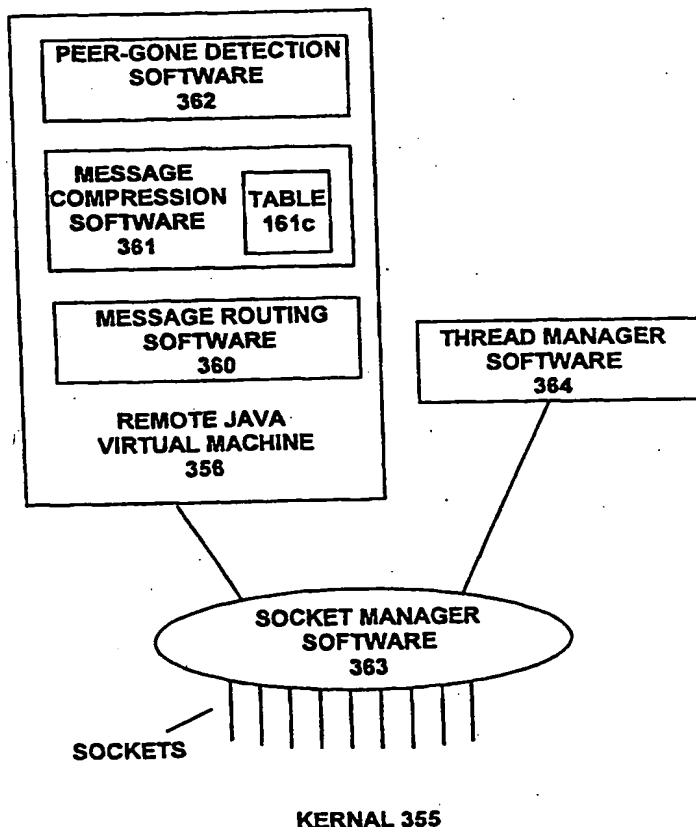 PEER-GONE DETECTION
SOFTWARE
362
MESSAGE
COMPRESSION
SOFTWARE
361
TABLE
161c
MESSAGE ROUTING
SOFTWARE
360
REMOTE JAVA
VIRTUAL MACHINE
356
THREAD MANAGER
SOFTWARE
364
SOCKET MANAGER
SOFTWARE
363
SOCKETS
KERNAL 355